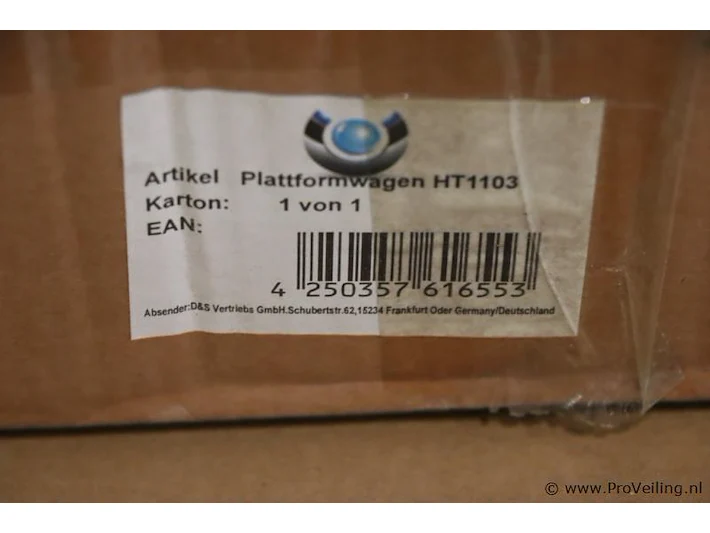 Artikel Plattformwagen HT1103
Karton: 1 von 1
EAN:
4 250357 616553
Absender:D&S Vertriebs GmbH.Schubertstr.62,15234 Frankfurt Oder Germany/Deutschland
© www.ProVeiling.nl